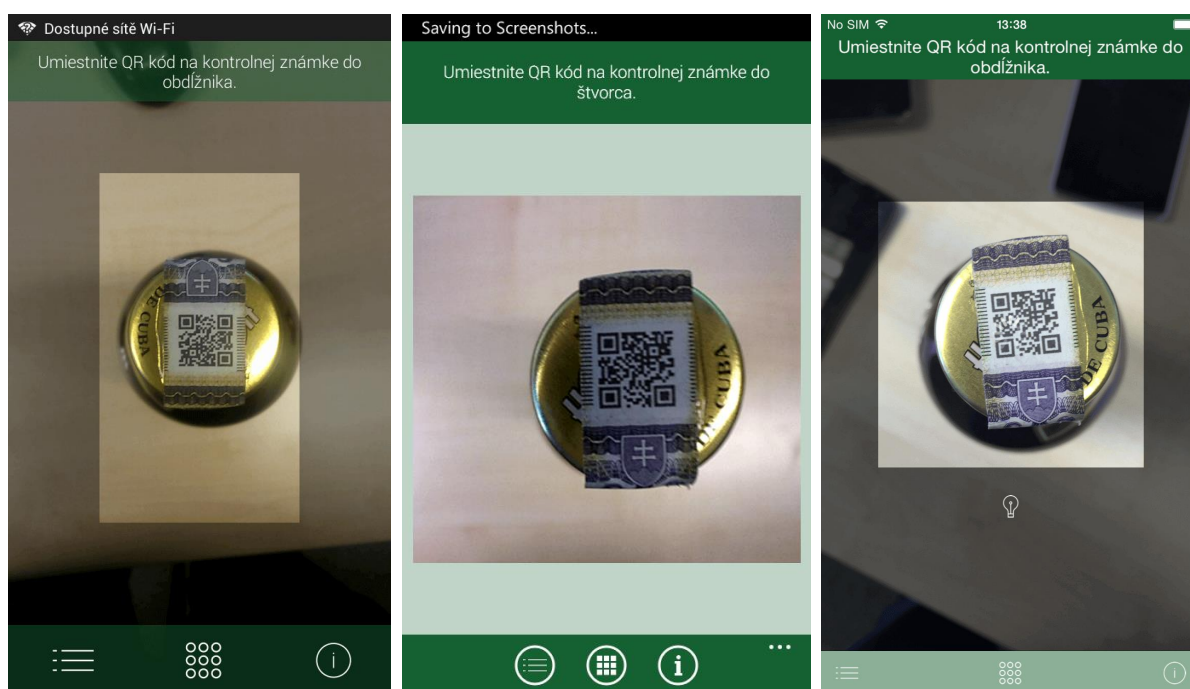 Dostupné sítě Wi-Fi
Umiestnite QR kód na kontrolnej známke do
obdĺžnika.
DE CUBA
Saving to Screenshots...
Umiestnite QR kód na kontrolnej známke do
štvorca.
DE CUBA
No SIM 13:38
Umiestnite QR kód na kontrolnej známke do
obdĺžnika.
DE CUBA